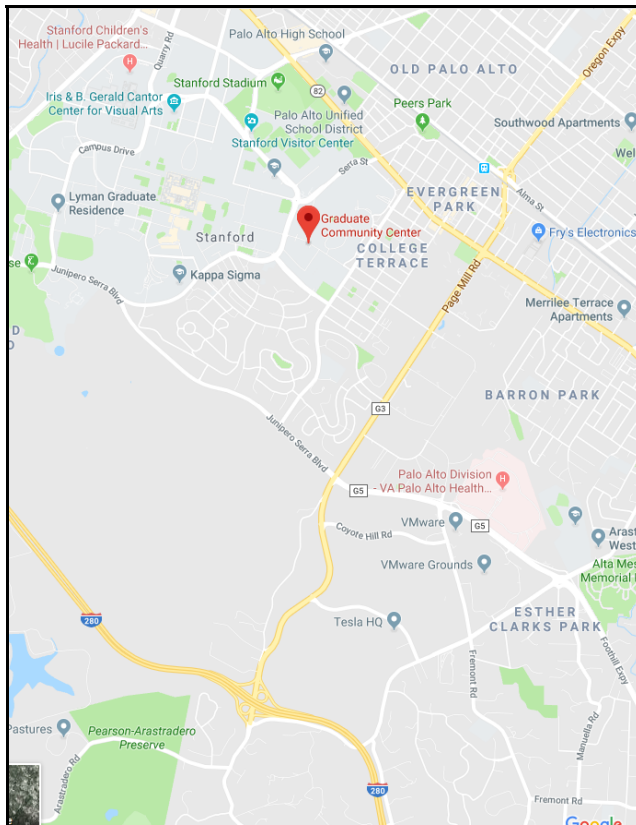 Stanford Children's
Health | Lucile Packard...
Quarry Rd
Palo Alto High School
Oregon Expy
OLD PALO ALTO
Stanford Stadium
82
Iris & B. Gerald Cantor
Center for Visual Arts
Palo Alto Unified
School District
Peers Park
Southwood Apartments
Stanford Visitor Center
Campus Drive
Serra St
Wel
Alma St
Lyman Graduate
Residence
EVERGREEN
PARK
Graduate
Community Center
Stanford
COLLEGE
TERRACE
Fry's Electronics
se
Junipero Serra Blvd
Kappa Sigma
Page Mill Rd
Merrilee Terrace
Apartments
D
O
BARRON PARK
G3
Junipero Serra Blvd
Palo Alto Division
- VA Palo Alto Health...
H
G5
VMware
G5
Coyote Hill Rd
Aras
West
VMware Grounds
Alta Mes
Memorial
280
Tesla HQ
ESTHER
CLARKS PARK
Fremont Rd
Foothill Expy
Pastures
Pearson-Arastradero
Preserve
Manuella Rd
Arastradero Rd
280
Fremont Rd
Google